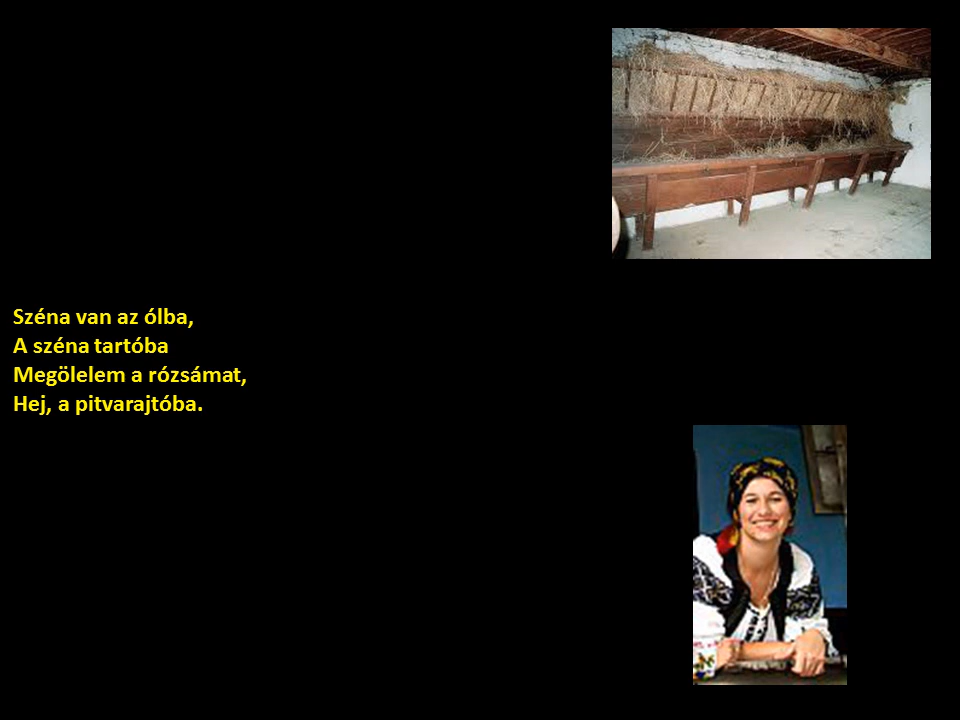 Széna van az ólba,
A széna tartóba
Megölelem a rózsámat,
Hej, a pitvarajtóba.